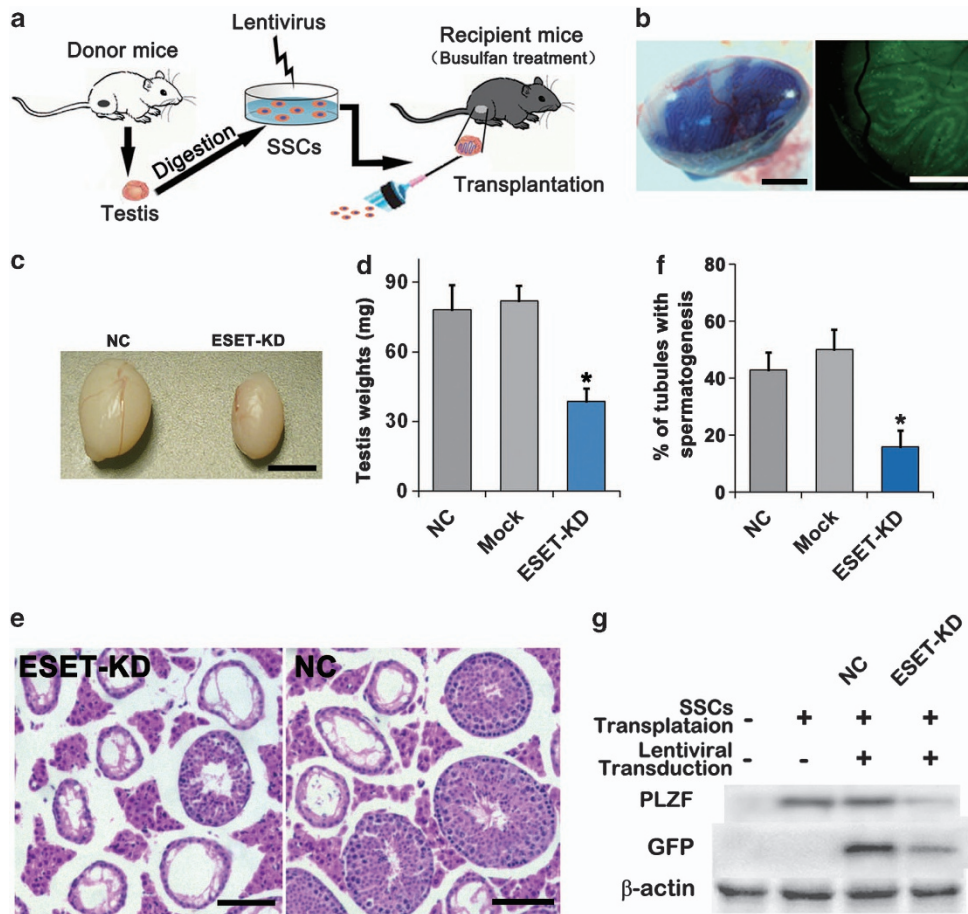 a
Donor mice
Lentivirus
Recipient mice
(Busulfan treatment)
Digestion
SSCs
Testis
Transplantation
b
c
NC
ESET-KD
d
Testis weights (mg)
90
60
30
0
NC
Mock
ESET-KD
*
f
% of tubules with
spermatogenesis
80
60
40
20
0
NC
Mock
ESET-KD
*
e
ESET-KD
NC
g
NC
ESET-KD
SSCs
Transplataion
- + + +
Lentiviral
Transduction
- - + +
PLZF
GFP
β-actin